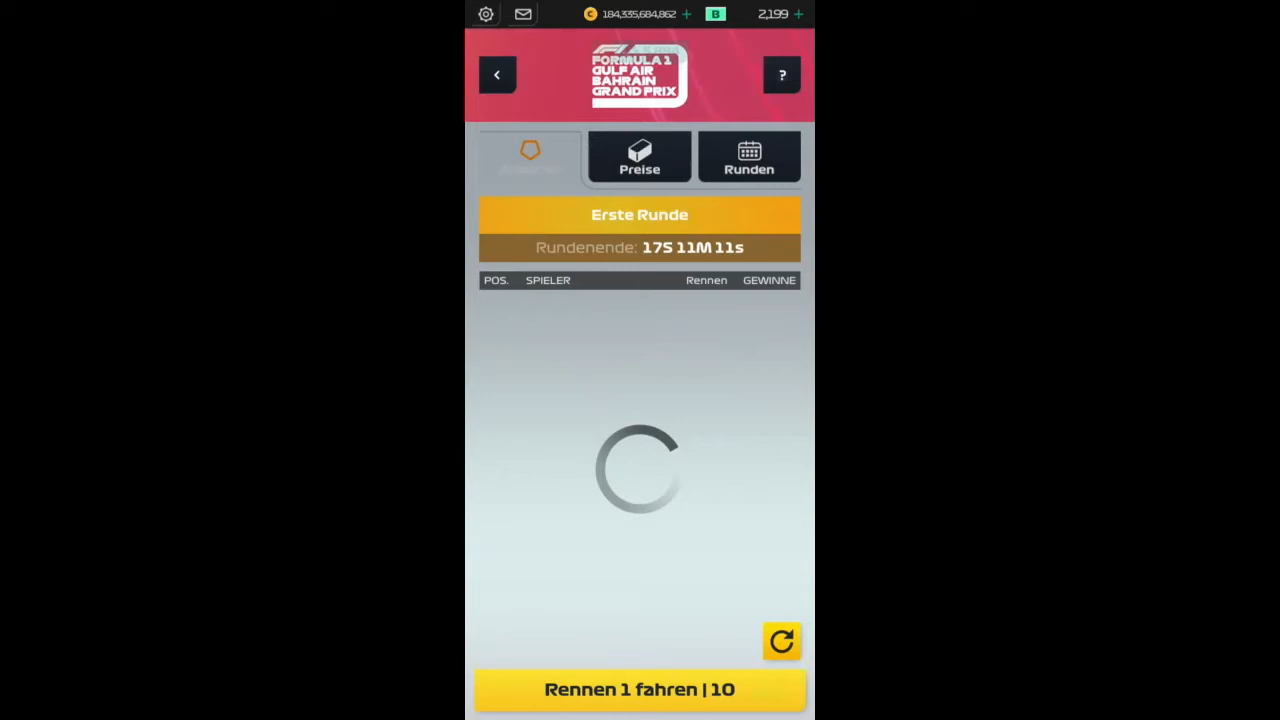 184,335,684,862 + B 2,199 +
FORMULA 1
GULF AIR
BAHRAIN
GRAND PRIX
?
Preise
Runden
Erste Runde
Rundenende: 17S 11M 11s
POS. SPIELER Rennen GEWINNE
Rennen 1 fahren | 10